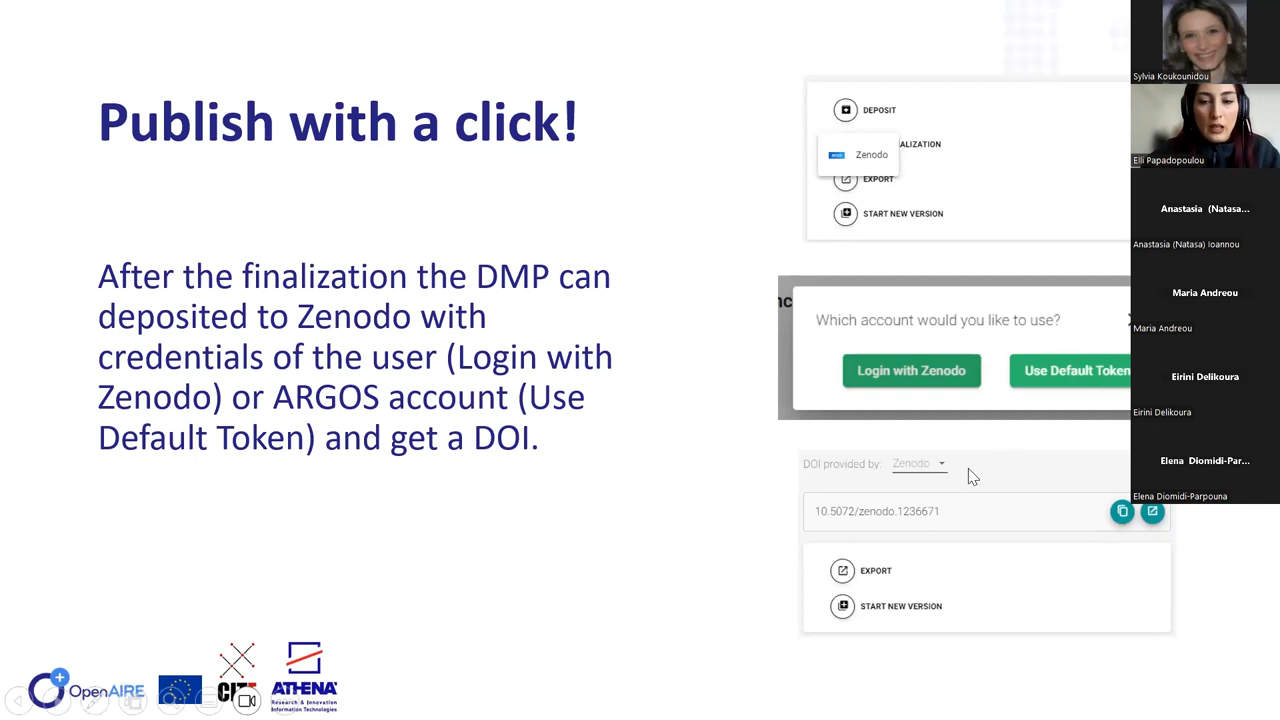 Publish with a click!
After the finalization the DMP can
deposited to Zenodo with
credentials of the user (Login with
Zenodo) or ARGOS account (Use
Default Token) and get a DOI.
DEPOSIT
ALIZATION
Zenodo
EXPORT
START NEW VERSION
Which account would you like to use?
Login with Zenodo
Use Default Token
DOI provided by: Zenodo
10.5072/zenodo.1236671
EXPORT
START NEW VERSION
Sylvia Koukounidou
Elli Papadopoulou
Anastasia (Natasa...
Anastasia (Natasa) Ioannou
Maria Andreou
Maria Andreou
Eirini Delikoura
Eirini Delikoura
Elena Diomidi-Par...
Elena Diomidi-Parpouna
OpenAIRE
ATHENA
Research & Innovation
Information Technologies